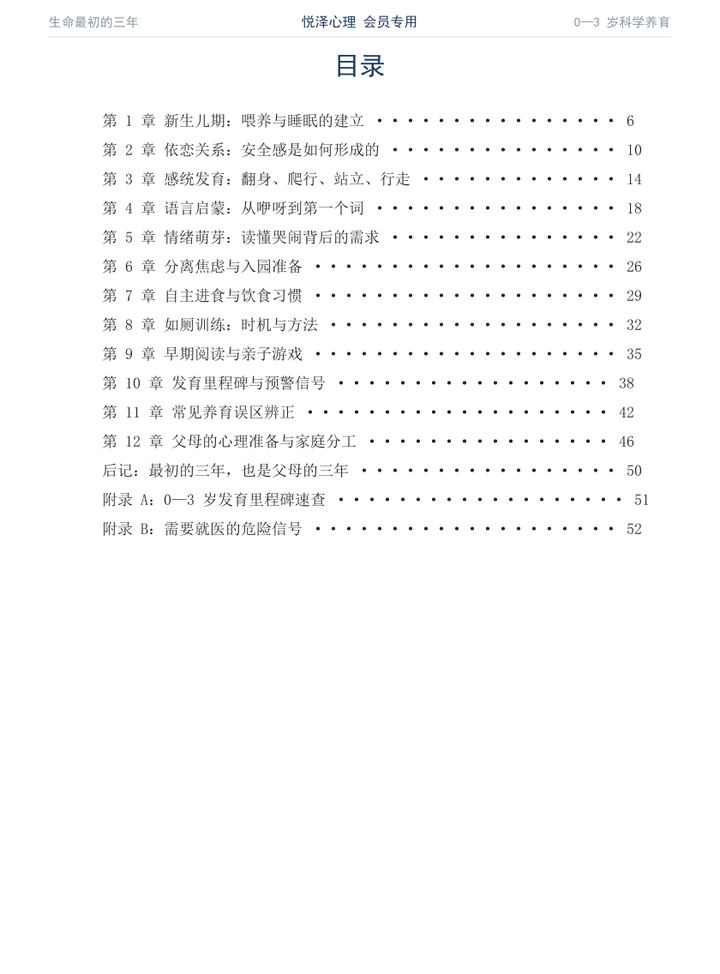 生命最初的三年 悦泽心理 会员专用 0—3 岁科学养育
目录
第 1 章 新生儿期：喂养与睡眠的建立 • • • • • • • • • • • • • • • • 6
第 2 章 依恋关系：安全感是如何形成的 • • • • • • • • • • • • • • • 10
第 3 章 感统发育：翻身、爬行、站立、行走 • • • • • • • • • • • • • 14
第 4 章 语言启蒙：从咿呀到第一个词 • • • • • • • • • • • • • • • • 18
第 5 章 情绪萌芽：读懂哭闹背后的需求 • • • • • • • • • • • • • • • 22
第 6 章 分离焦虑与入园准备 • • • • • • • • • • • • • • • • • • • • 26
第 7 章 自主进食与饮食习惯 • • • • • • • • • • • • • • • • • • • • 29
第 8 章 如厕训练：时机与方法 • • • • • • • • • • • • • • • • • • • 32
第 9 章 早期阅读与亲子游戏 • • • • • • • • • • • • • • • • • • • • 35
第 10 章 发育里程碑与预警信号 • • • • • • • • • • • • • • • • • • 38
第 11 章 常见养育误区辨正 • • • • • • • • • • • • • • • • • • • • 42
第 12 章 父母的心理准备与家庭分工 • • • • • • • • • • • • • • • • 46
后记：最初的三年，也是父母的三年 • • • • • • • • • • • • • • • • • 50
附录 A：0—3 岁发育里程碑速查 • • • • • • • • • • • • • • • • • • • 51
附录 B：需要就医的危险信号 • • • • • • • • • • • • • • • • • • • • 52